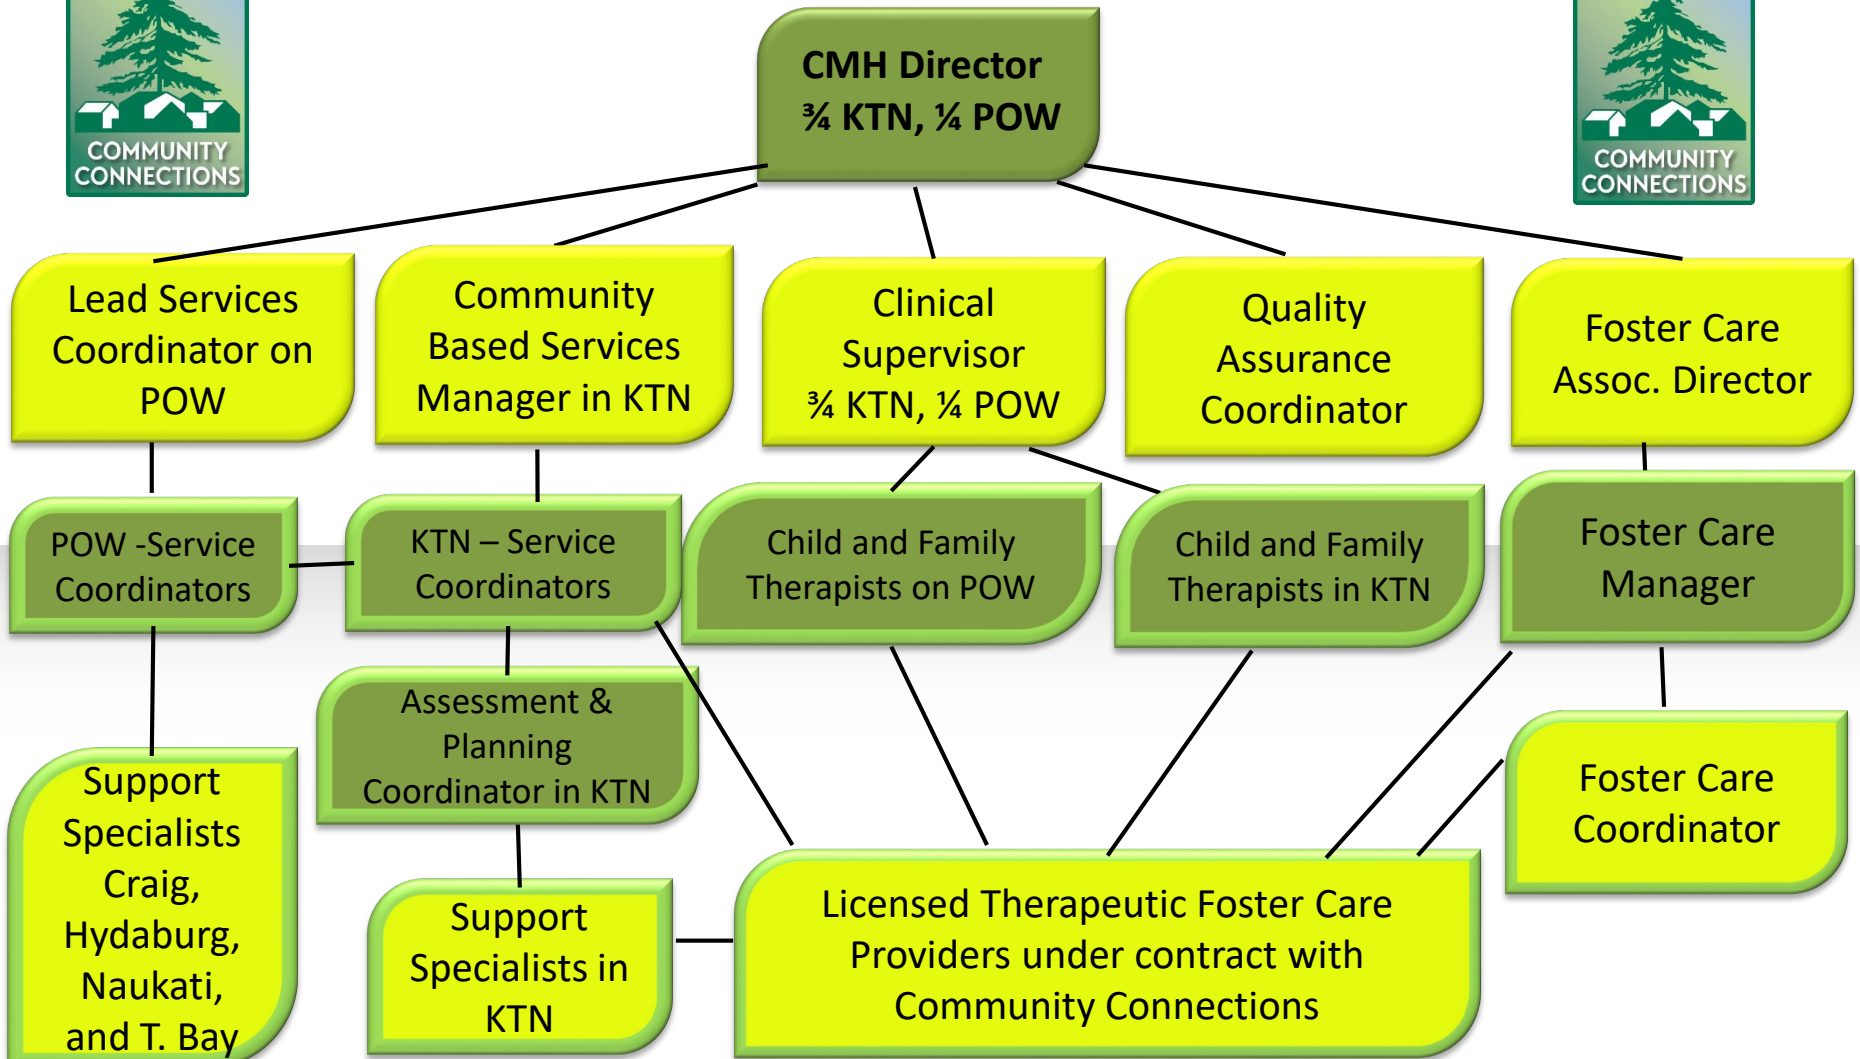 COMMUNITY
CONNECTIONS
CMH Director
¾ KTN, ¼ POW
COMMUNITY
CONNECTIONS
Lead Services
Coordinator on
POW
Community
Based Services
Manager in KTN
Clinical
Supervisor
¾ KTN, ¼ POW
Quality
Assurance
Coordinator
Foster Care
Assoc. Director
POW -Service
Coordinators
KTN – Service
Coordinators
Child and Family
Therapists on POW
Child and Family
Therapists in KTN
Foster Care
Manager
Assessment &
Planning
Coordinator in KTN
Support
Specialists
Craig,
Hydaburg,
Naukati,
and T. Bay
Support
Specialists in
KTN
Licensed Therapeutic Foster Care
Providers under contract with
Community Connections
Foster Care
Coordinator